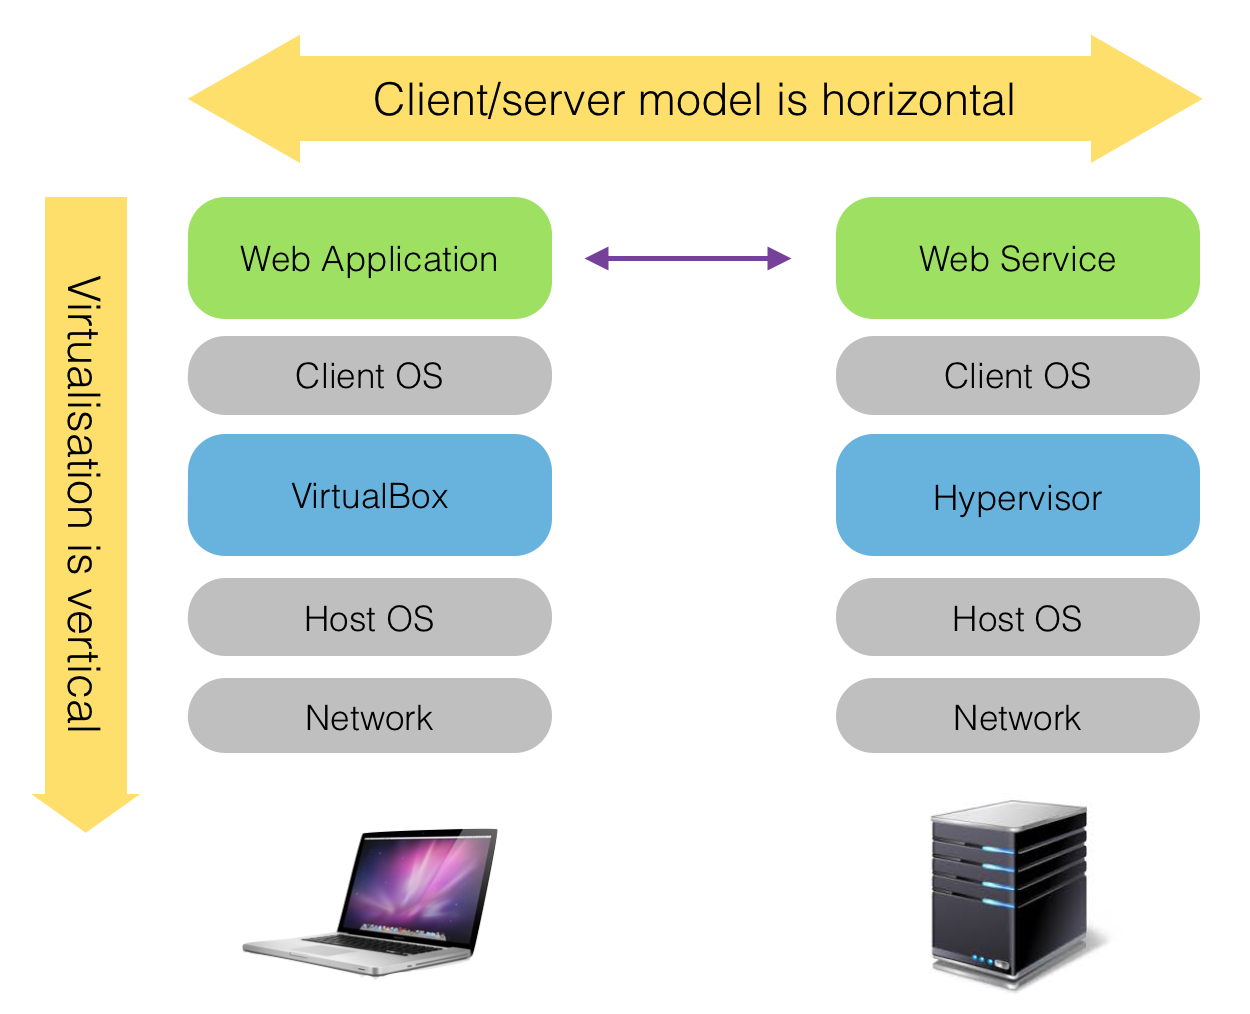 Client/server model is horizontal
Virtualisation is vertical
Web Application
Web Service
Client OS
Client OS
VirtualBox
Hypervisor
Host OS
Host OS
Network
Network